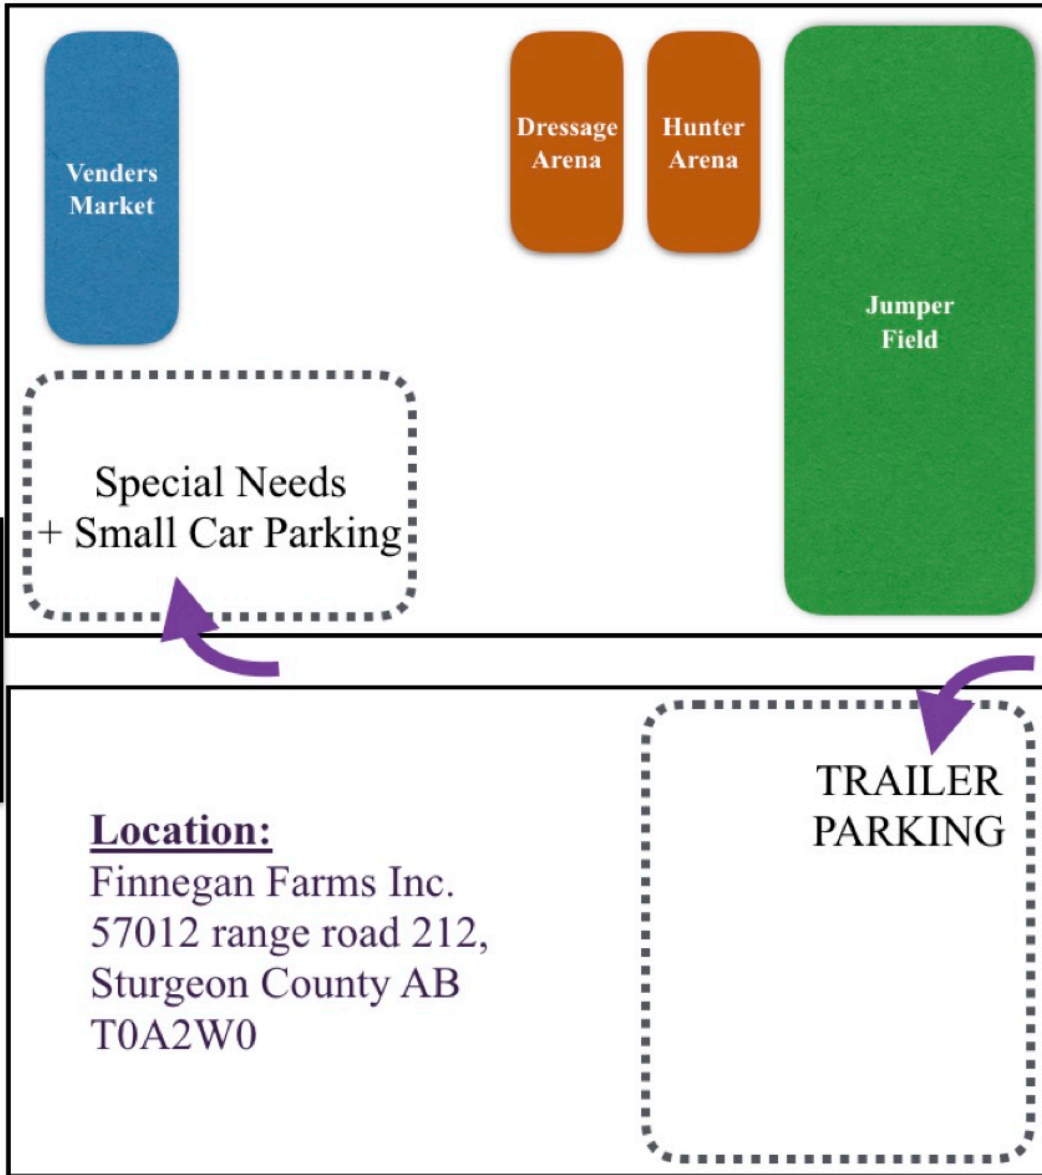 Venders
Market
Dressage
Arena
Hunter
Arena
Jumper
Field
Special Needs
+ Small Car Parking
TRAILER
PARKING
Location:
Finnegan Farms Inc.
57012 range road 212,
Sturgeon County AB
T0A2W0